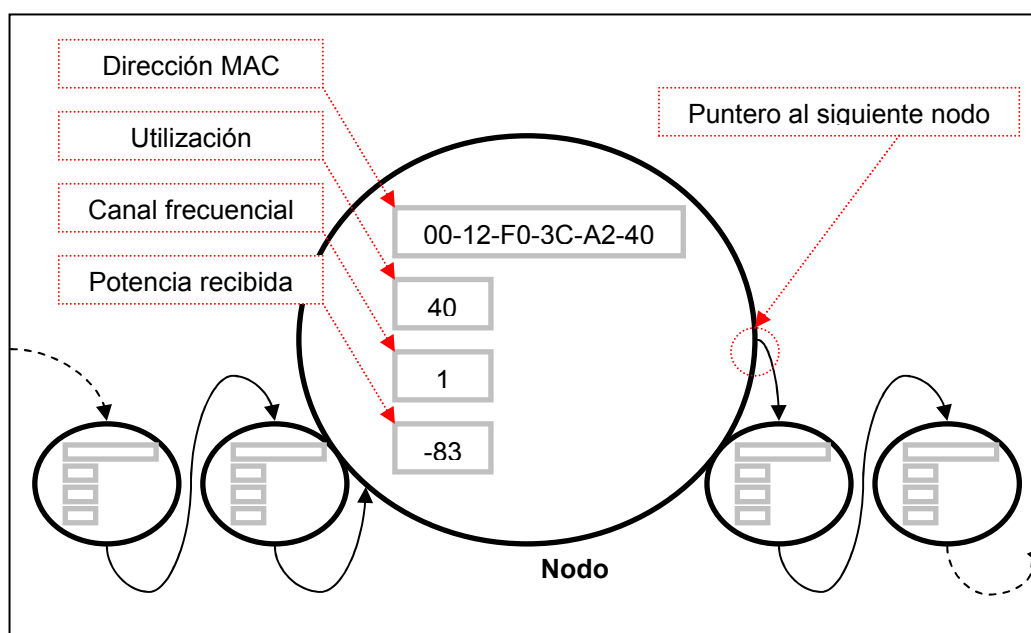 Dirección MAC
Utilización
Canal frecuencial
Potencia recibida
Puntero al siguiente nodo
00-12-F0-3C-A2-40
40
1
-83
Nodo